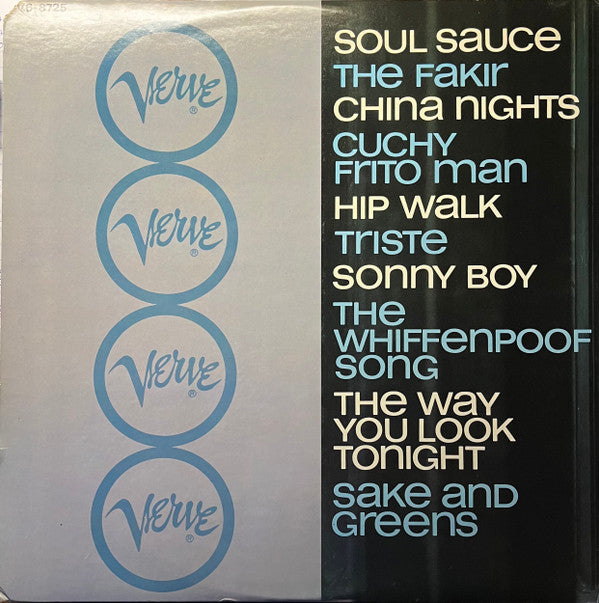 V6-8725
Verve
®
Verve
®
Verve
®
Verve
®
SOUL SAUCE
THE FAKIR
CHINA NIGHTS
CUCHY
FRITO MAN
HIP WALK
TRISTE
SONNY BOY
THE
WHIFFENPOOF
SONG
THE WAY
YOU LOOK
TONIGHT
SAKE AND
GREENS